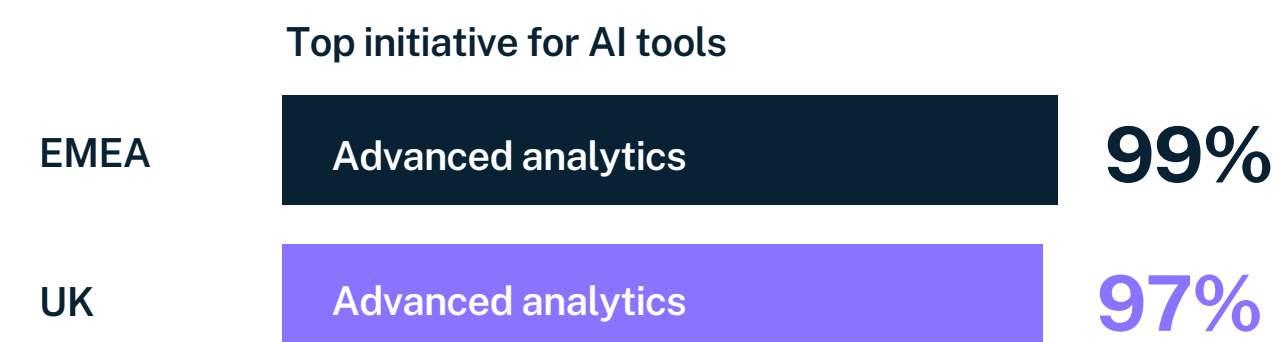 Top initiative for AI tools
EMEA Advanced analytics 99%
UK Advanced analytics 97%